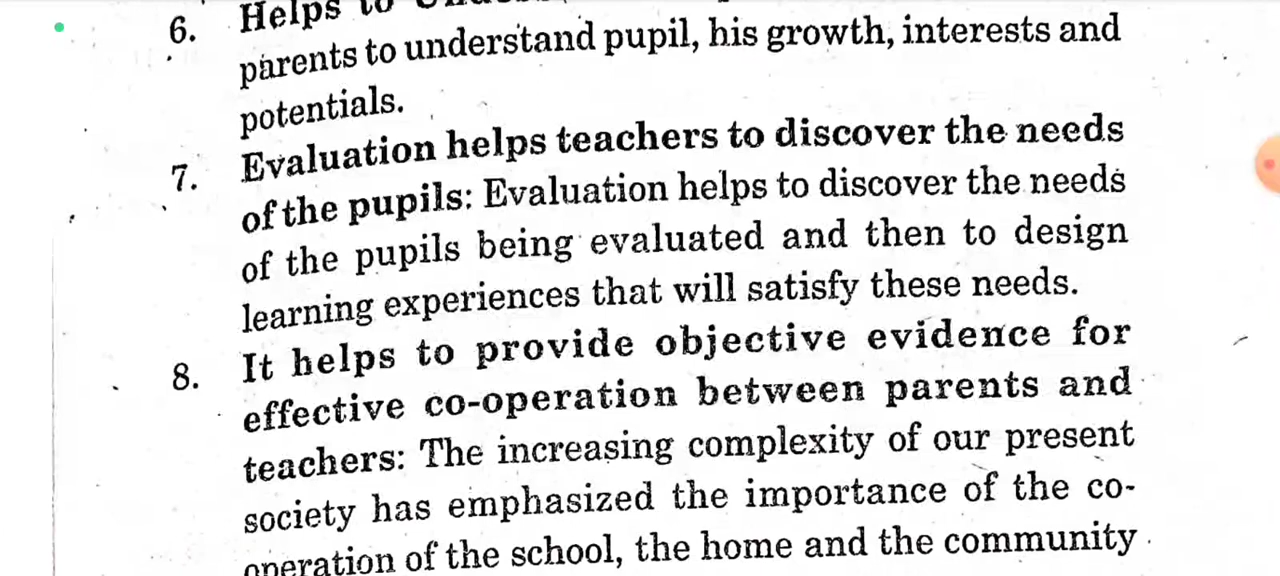 6. Helps to
parents to understand pupil, his growth, interests and
potentials.
7. Evaluation helps teachers to discover the needs
of the pupils: Evaluation helps to discover the needs
of the pupils being evaluated and then to design
learning experiences that will satisfy these needs.
8. It helps to provide objective evidence for
effective co-operation between parents and
teachers: The increasing complexity of our present
society has emphasized the importance of the co-
operation of the school, the home and the community